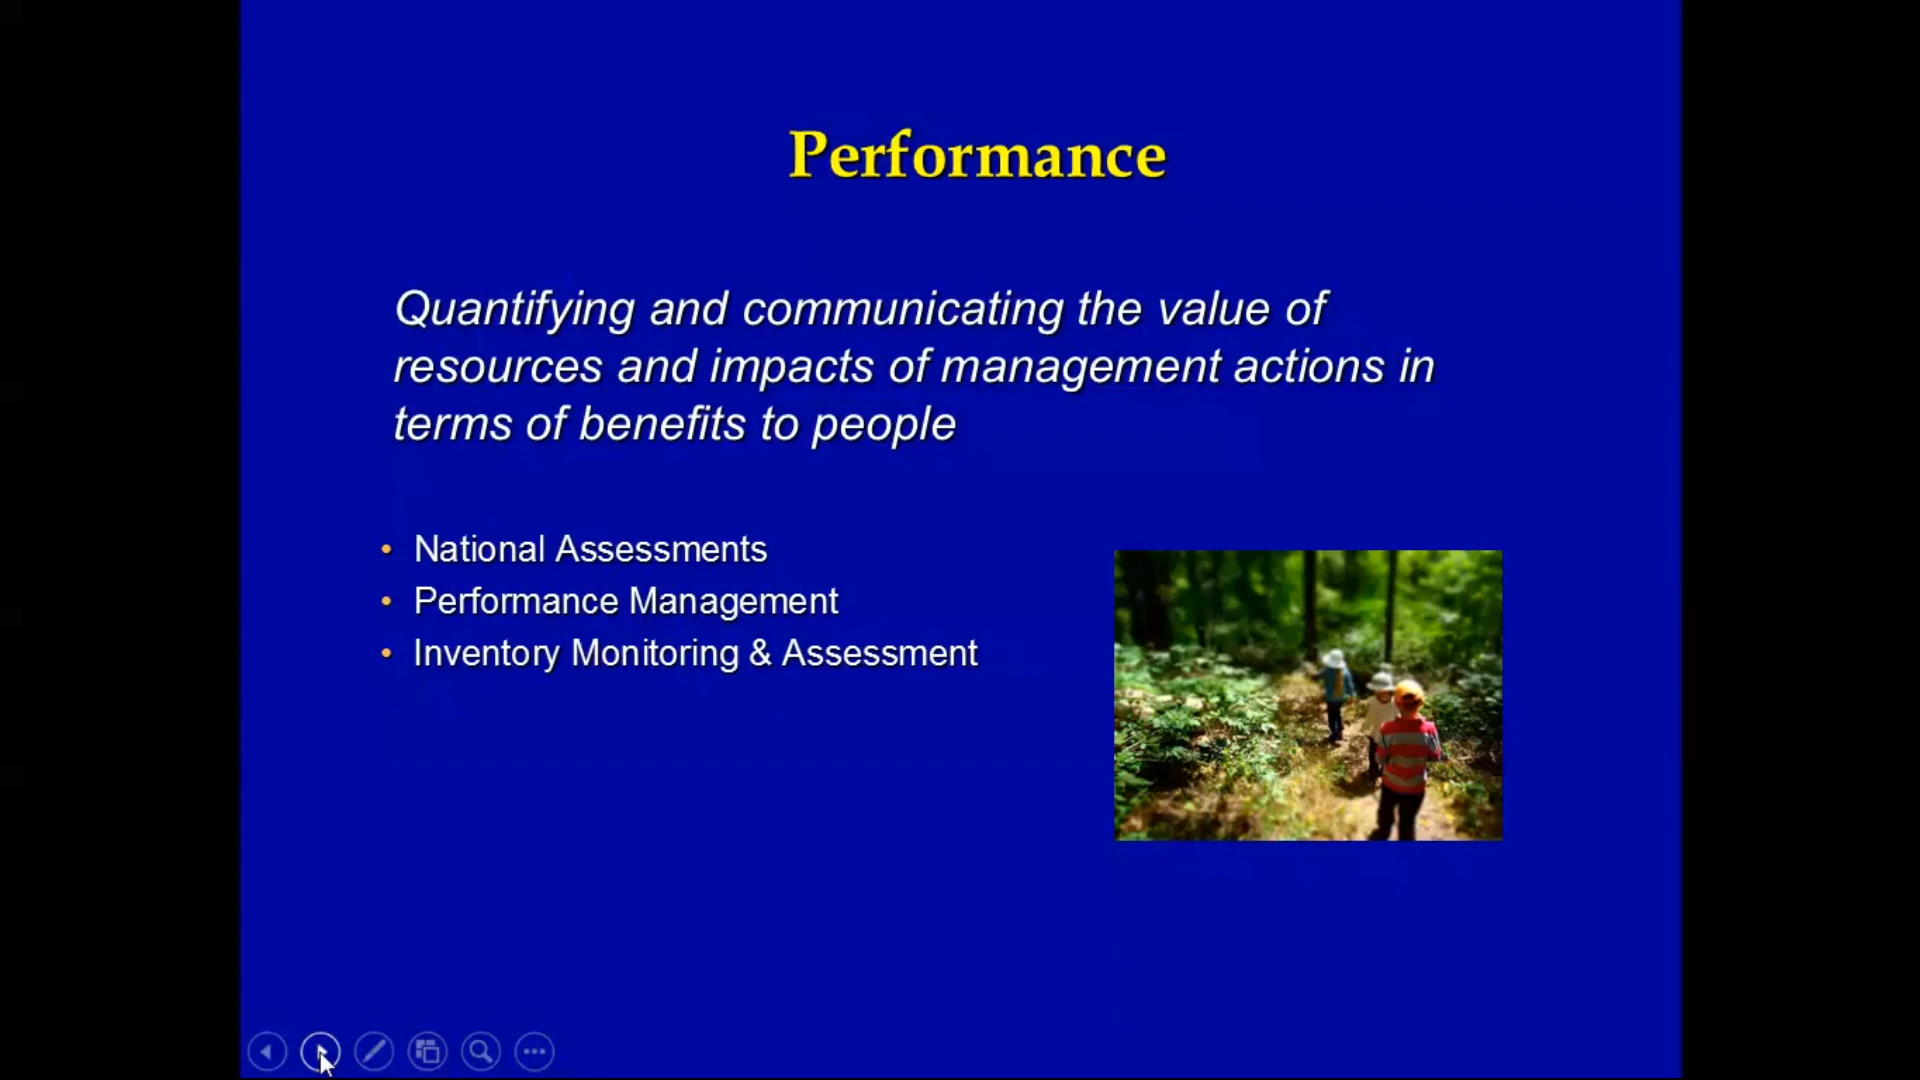 Performance
Quantifying and communicating the value of
resources and impacts of management actions in
terms of benefits to people
• National Assessments
• Performance Management
• Inventory Monitoring & Assessment